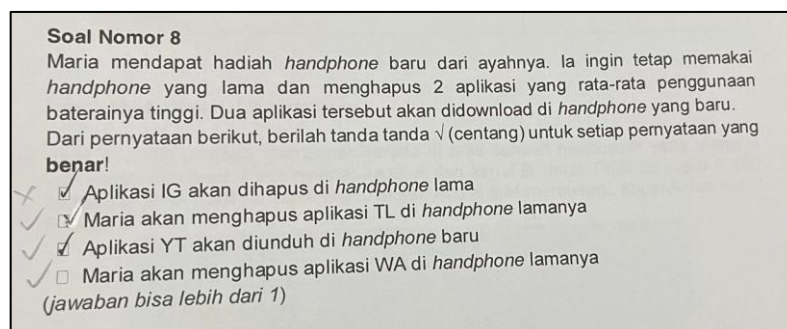 Soal Nomor 8
Maria mendapat hadiah handphone baru dari ayahnya. Ia ingin tetap memakai
handphone yang lama dan menghapus 2 aplikasi yang rata-rata penggunaan
baterainya tinggi. Dua aplikasi tersebut akan didownload di handphone yang baru.
Dari pernyataan berikut, berilah tanda tanda √ (centang) untuk setiap pernyataan yang
benar!
Aplikasi IG akan dihapus di handphone lama
Maria akan menghapus aplikasi TL di handphone lamanya
Aplikasi YT akan diunduh di handphone baru
Maria akan menghapus aplikasi WA di handphone lamanya
(jawaban bisa lebih dari 1)